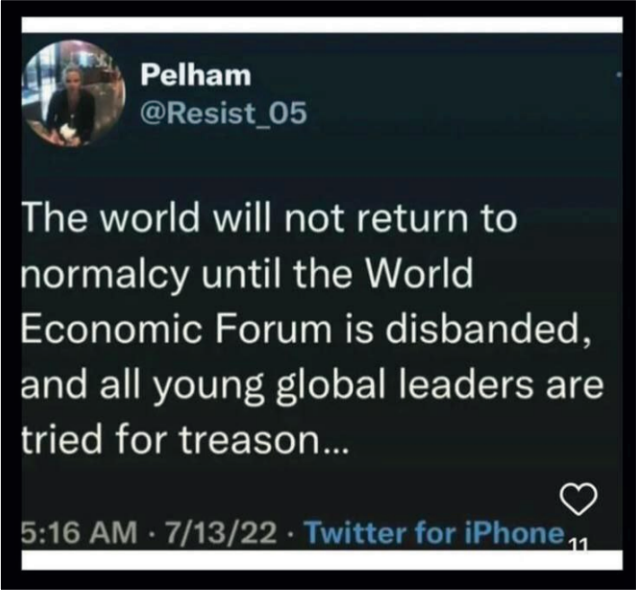 Pelham
@Resist_05
The world will not return to
normalcy until the World
Economic Forum is disbanded,
and all young global leaders are
tried for treason...
5:16 AM · 7/13/22 · Twitter for iPhone
11